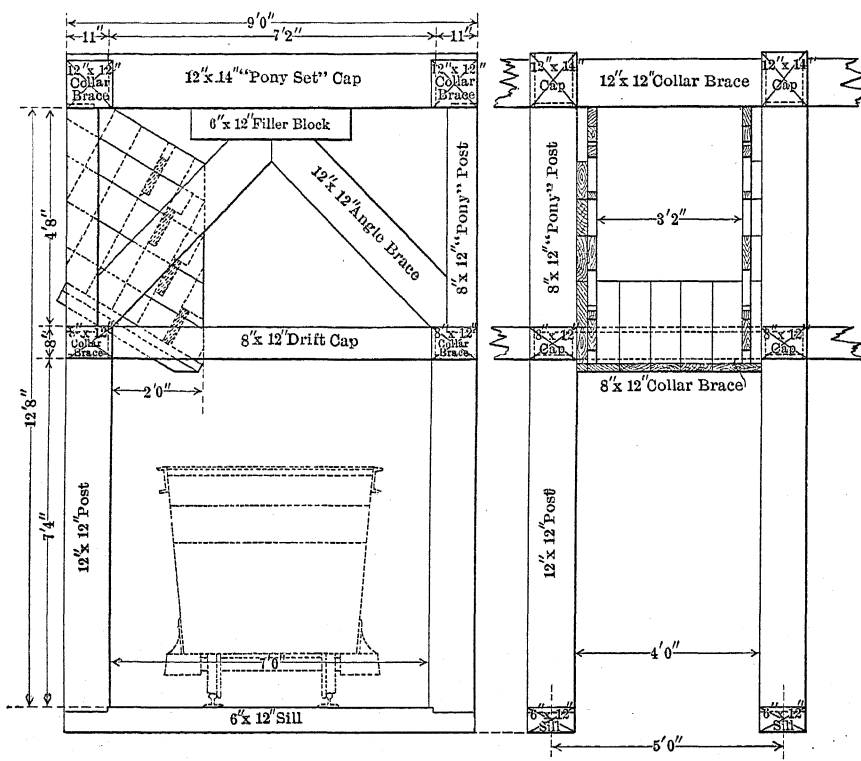 9'0"
11"
7'2"
11"
12"x 12"
Collar
Brace
12"x 14" "Pony Set" Cap
12"x 12"
Collar
Brace
6"x 12" Filler Block
12"x 12" Angle Brace
8"x 12" "Pony" Post
4'8"
8"
12'8"
7'4"
8"x 12"
Collar
Brace
8"x 12" Drift Cap
8"x 12"
Collar
Brace
2'0"
12"x 12" Post
7'0"
6"x 12" Sill
12"x 14"
Cap
12"x 12" Collar Brace
12"x 14"
Cap
8"x 12" "Pony" Post
3'2"
8"x 12"
Cap
8"x 12"
Cap
8"x 12" Collar Brace
12"x 12" Post
4'0"
6"x 12"
Sill
6"x 12"
Sill
5'0"